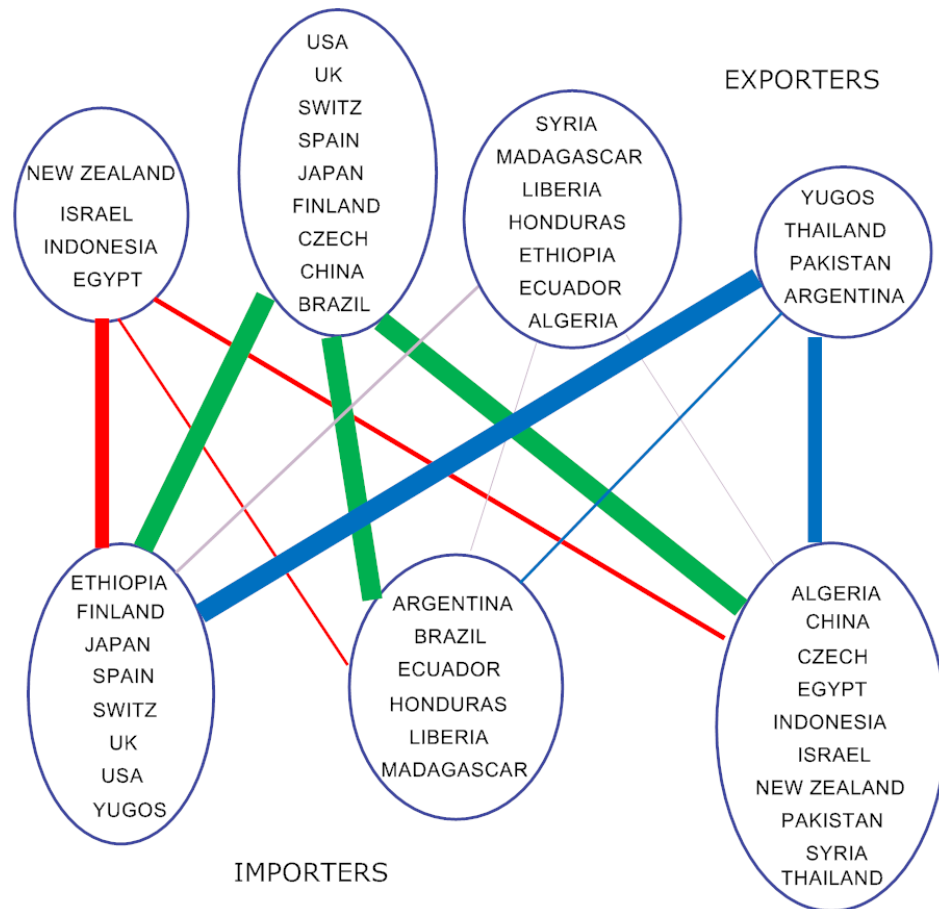 EXPORTERS
NEW ZEALAND
ISRAEL
INDONESIA
EGYPT
USA
UK
SWITZ
SPAIN
JAPAN
FINLAND
CZECH
CHINA
BRAZIL
SYRIA
MADAGASCAR
LIBERIA
HONDURAS
ETHIOPIA
ECUADOR
ALGERIA
YUGOS
THAILAND
PAKISTAN
ARGENTINA
ETHIOPIA
FINLAND
JAPAN
SPAIN
SWITZ
UK
USA
YUGOS
ARGENTINA
BRAZIL
ECUADOR
HONDURAS
LIBERIA
MADAGASCAR
ALGERIA
CHINA
CZECH
EGYPT
INDONESIA
ISRAEL
NEW ZEALAND
PAKISTAN
SYRIA
THAILAND
IMPORTERS